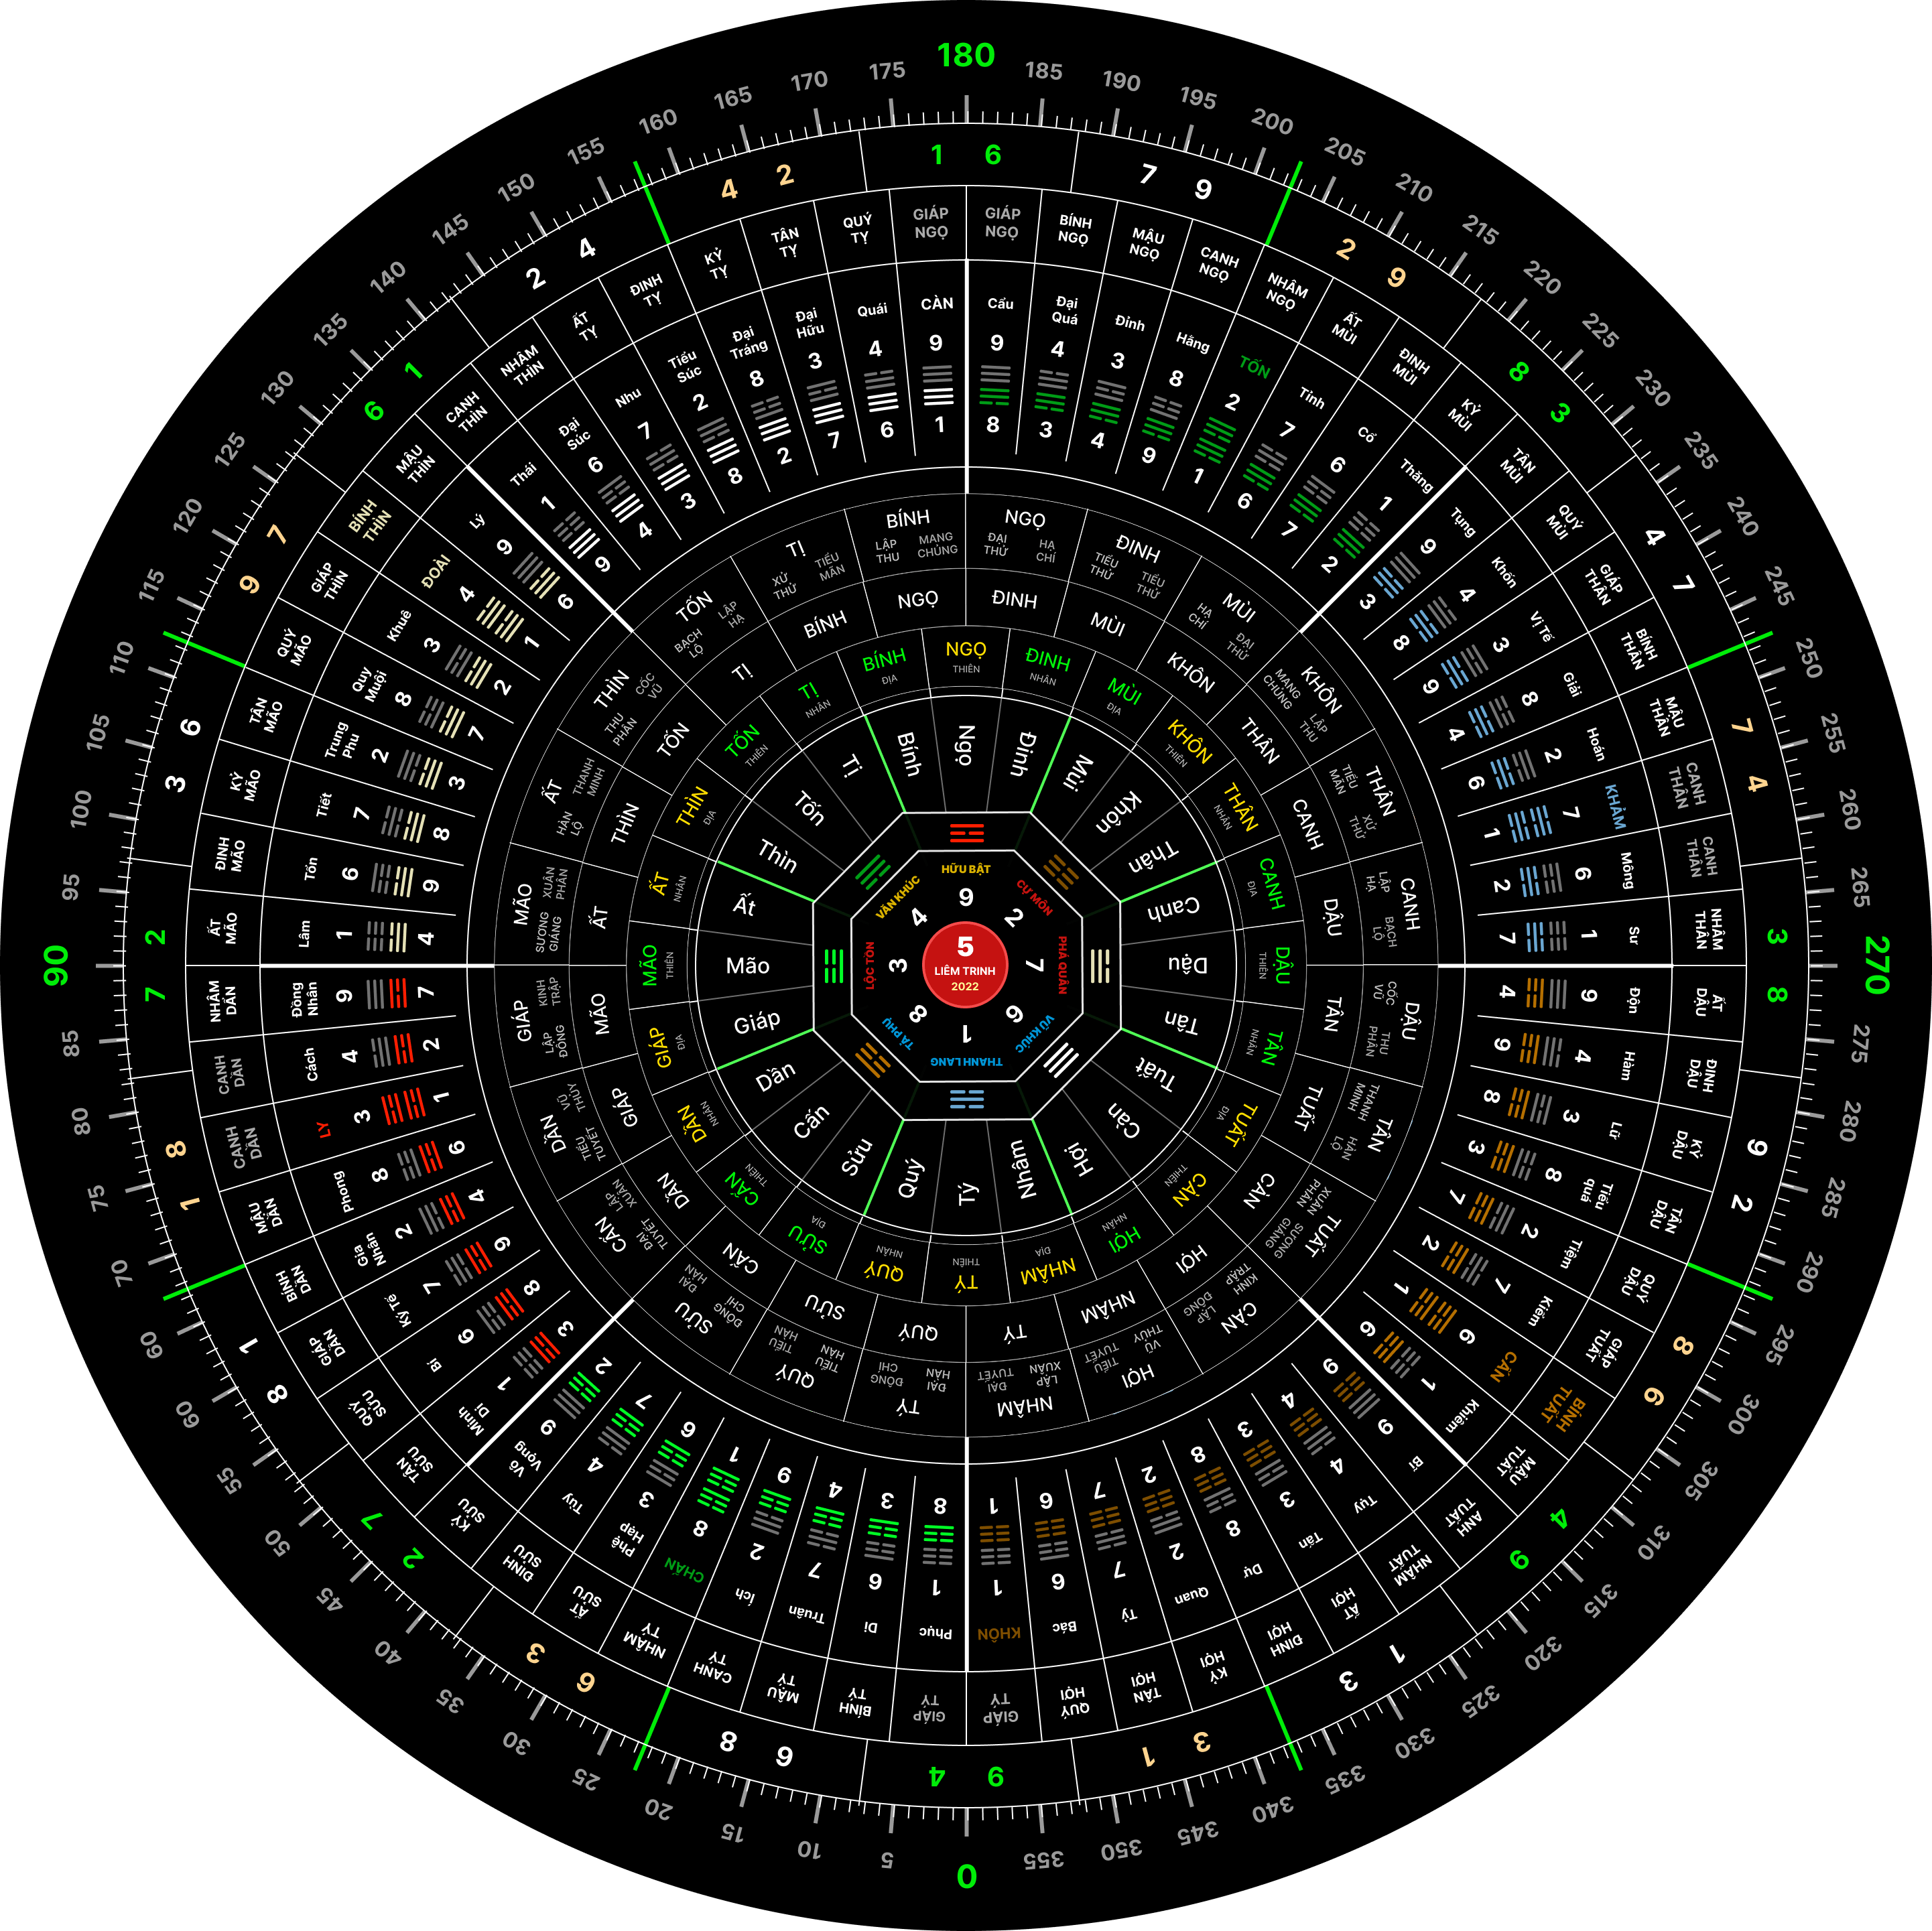 180
185
190
195
200
205
210
215
220
225
230
235
240
245
250
255
260
265
270
275
280
285
290
295
300
305
310
315
320
325
330
335
340
345
350
355
0
5
10
15
20
25
30
35
40
45
50
55
60
60
70
75
80
85
90
95
100
105
110
115
120
125
130
135
140
145
150
155
160
165
170
175
1 6
7 9
2 9
8 3
4 7
7 4
3 8
9 2
8 6
4 9
1 3
3 1
9 4
6 8
6 3
2 7
8 1
1 8
7 2
3 6
9 7
6 1
2 4
4 2
GIÁP NGỌ
BÍNH NGỌ
MẬU NGỌ
CANH NGỌ
NHÂM NGỌ
ẤT MÙI
ĐINH MÙI
KỶ MÙI
TÂN MÙI
QUÝ MÙI
GIÁP THÂN
BÍNH THÂN
MẬU THÂN
CANH THÂN
CANH THÂN
NHÂM THÂN
ẤT DẬU
ĐINH DẬU
KỶ DẬU
TÂN DẬU
QUÝ DẬU
GIÁP TUẤT
BÍNH TUẤT
MẬU TUẤT
ANH TUẤT
NHÂM TUẤT
ẤT HỢI
ĐINH HỢI
KỶ HỢI
TÂN HỢI
QUÝ HỢI
GIÁP TÝ
GIÁP TÝ
BÍNH TÝ
MẬU TÝ
CANH TÝ
NHÂM TÝ
ẤT SỬU
ĐINH SỬU
KỶ SỬU
TÂN SỬU
QUÝ SỬU
GIÁP DẦN
BÍNH DẦN
MẬU DẦN
CANH DẦN
CANH DẦN
NHÂM DẦN
ẤT MÃO
ĐINH MÃO
KỶ MÃO
TÂN MÃO
QUÝ MÃO
GIÁP THÌN
BÍNH THÌN
MẬU THÌN
CANH THÌN
NHÂM THÌN
ẤT TỴ
ĐINH TỴ
KỶ TỴ
TÂN TỴ
QUÝ TỴ
GIÁP NGỌ
Cấu 9 8
Đại Quá 4 3
Đỉnh 3 4
Hằng 8 9
TỐN 2 1
Tỉnh 7 6
Cổ 6 7
Thăng 1 2
Tụng 9 3
Khốn 4 8
Vị Tế 3 9
Giải 8 4
Hoán 2 6
KHẢM 7 1
Mông 6 2
Sư 1 7
Độn 9 4
Hàm 4 9
Lữ 3 8
Tiểu quá 8 3
Tiệm 2 7
Kiểm 7 2
CẤN 6 1
Khiêm 1 6
Bĩ 9 9
Tụy 4 4
Tấn 3 3
Dự 8 8
Quan 2 2
Tỷ 7 7
Bác 6 6
KHÔN 1 1
Phục 1 8
Di 6 3
Truân 7 4
Ích 2 9
CHẤN 8 1
Phệ Hạp 3 6
Tuỳ 4 7
Vô Vọng 9 2
Di Minh 1 3
Bí 6 8
Ký Tế 7 9
Gia Nhân 2 4
Phong 8 6
LY 3 1
Cách 4 2
Đồng Nhân 9 7
Lâm 1 4
Tổn 6 9
Tiết 7 8
Trung Phu 2 3
Quy Muội 8 7
Khuê 3 2
ĐOÀI 4 1
Lý 9 6
Thái 1 9
Đại Súc 6 4
Nhu 7 3
Tiểu Súc 2 8
Đại Tráng 8 2
Đại Hữu 3 7
Quái 4 6
CÀN 9 1
NGỌ
ĐẠI THỬ
HẠ CHÍ
ĐINH
TIỂU THỬ
TIỂU THỬ
MÙI
HẠ CHÍ
ĐẠI THỬ
KHÔN
MANG CHỦNG
LẬP THU
THÂN
TIỂU MÃN
XỬ THỬ
CANH
LẬP HẠ
BẠCH LỘ
DẬU
CỐC VŨ
THU PHÂN
TÂN
THANH MINH
HÀN LỘ
TUẤT
XUÂN PHÂN
SƯƠNG GIÁNG
CÀN
KINH TRẬP
LẬP ĐÔNG
HỢI
VŨ THỦY
TIỂU TUYẾT
NHÂM
LẬP XUÂN
ĐẠI TUYẾT
TÝ
ĐẠI HÀN
ĐÔNG CHÍ
QUÝ
TIỂU HÀN
TIỂU HÀN
SỬU
ĐÔNG CHÍ
ĐẠI HÀN
CẤN
ĐẠI TUYẾT
LẬP XUÂN
DẦN
TIỂU TUYẾT
VŨ THỦY
GIÁP
LẬP ĐÔNG
KINH TRẬP
MÃO
SƯƠNG GIÁNG
XUÂN PHÂN
ẤT
HÀN LỘ
THANH MINH
THÌN
THU PHÂN
CỐC VŨ
TỐN
BẠCH LỘ
LẬP HẠ
TỊ
XỬ THỬ
TIỂU MÃN
BÍNH
LẬP THU
MANG CHỦNG
ĐINH
MÙI
KHÔN
THÂN
CANH
DẬU
TÂN
TUẤT
CÀN
HỢI
NHÂM
TÝ
QUÝ
SỬU
CẤN
DẦN
GIÁP
MÃO
ẤT
THÌN
TỐN
TỊ
BÍNH
NGỌ
NGỌ
THIÊN
ĐINH
NHÂN
MÙI
ĐỊA
KHÔN
THIÊN
THÂN
NHÂN
CANH
ĐỊA
DẬU
THIÊN
TÂN
NHÂN
TUẤT
ĐỊA
CÀN
THIÊN
HỢI
NHÂN
NHÂM
ĐỊA
TÝ
THIÊN
QUÝ
NHÂN
SỬU
ĐỊA
CẤN
THIÊN
DẦN
NHÂN
GIÁP
ĐỊA
MÃO
THIÊN
ẤT
NHÂN
THÌN
ĐỊA
TỐN
THIÊN
TỊ
NHÂN
BÍNH
ĐỊA
Ngọ
Đinh
Mùi
Khôn
Thân
Canh
Dậu
Tân
Tuất
Càn
Hợi
Nhâm
Tý
Quý
Sửu
Cấn
Dần
Giáp
Mão
Ất
Thìn
Tốn
Tị
Bính
HỮU BẬT
9
CỰ MÔN
2
PHÁ QUÂN
7
VŨ KHÚC
6
THANH LANG
1
TẢ PHỤ
8
LỘC TỒN
3
VĂN KHÚC
4
5
LIÊM TRINH
2022